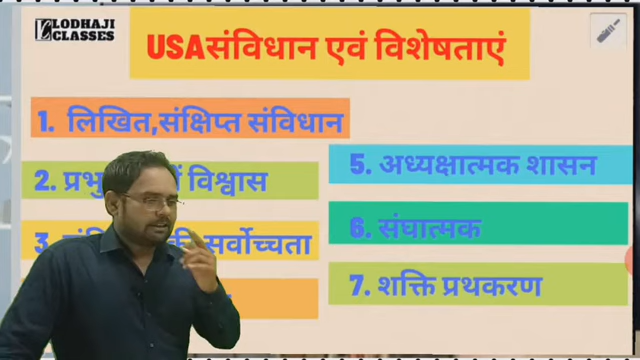 LODHAJI
CLASSES
USAसंविधान एवं विशेषताएं
1. लिखित,संक्षिप्त संविधान
2. विश्वास
3. सर्वोच्चता
5. अध्यक्षात्मक शासन
6. संघात्मक
7. शक्ति प्रथकरण